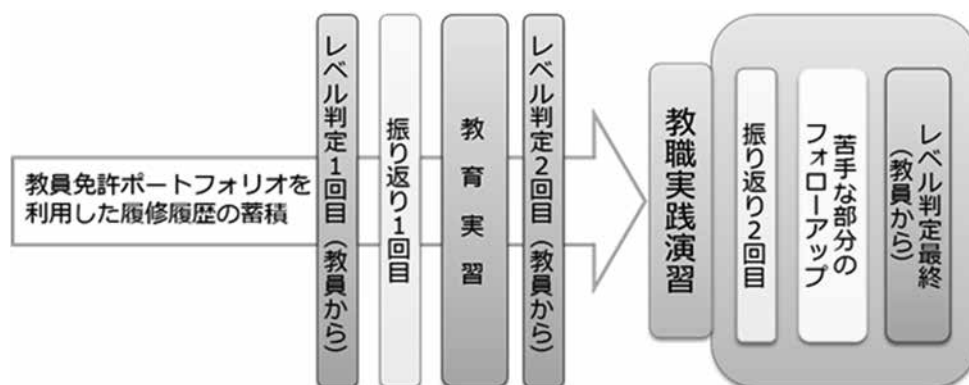 教員免許ポートフォリオを
利用した履修履歴の蓄積
レベル判定1回目(教員から)
振り返り1回目
教育実習
レベル判定2回目(教員から)
教職実践演習
振り返り2回目
苦手な部分の
フォローアップ
レベル判定最終
(教員から)